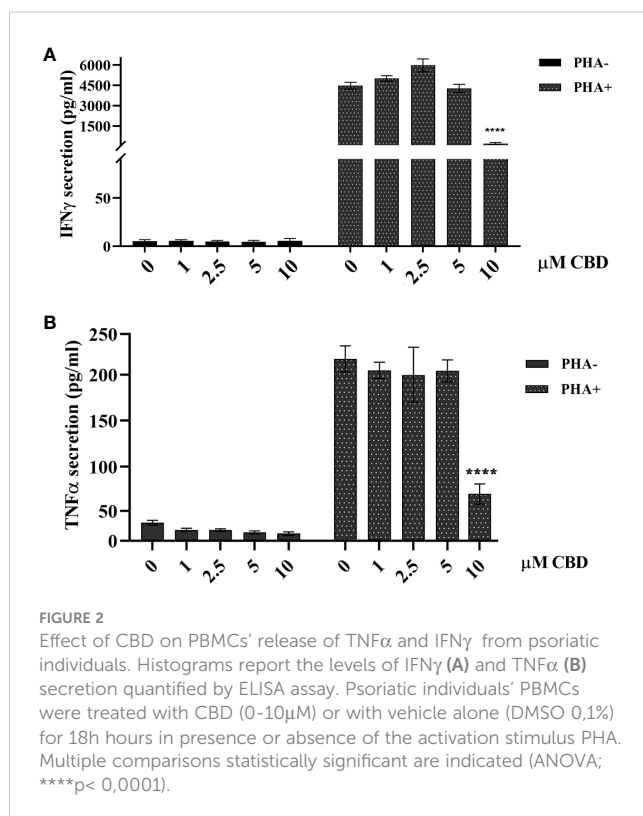 A
IFNγ secretion (pg/ml)
6000
4500
3000
1500
50
0
****
PHA-
PHA+
0 1 2.5 5 10 0 1 2.5 5 10
μM CBD
B
TNFα secretion (pg/ml)
250
200
150
100
50
0
****
PHA-
PHA+
0 1 2.5 5 10 0 1 2.5 5 10
μM CBD
FIGURE 2
Effect of CBD on PBMCs' release of TNFα and IFNγ from psoriatic
individuals. Histograms report the levels of IFNγ (A) and TNFα (B)
secretion quantified by ELISA assay. Psoriatic individuals' PBMCs
were treated with CBD (0-10μM) or with vehicle alone (DMSO 0,1%)
for 18h hours in presence or absence of the activation stimulus PHA.
Multiple comparisons statistically significant are indicated (ANOVA;
****p< 0,0001).